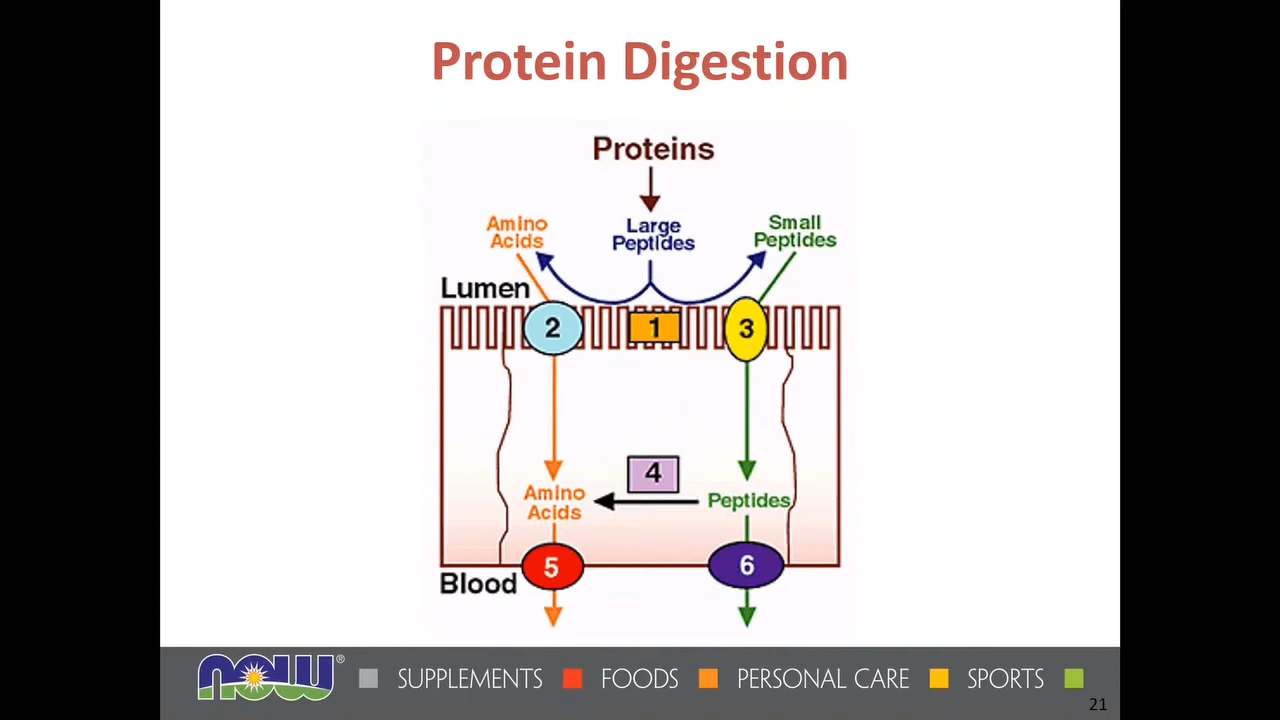 Protein Digestion
Proteins
Amino
Acids
Large
Peptides
Small
Peptides
Lumen
2
1
3
4
Amino
Acids
Peptides
5
6
Blood
NOW®
SUPPLEMENTS FOODS PERSONAL CARE SPORTS
21